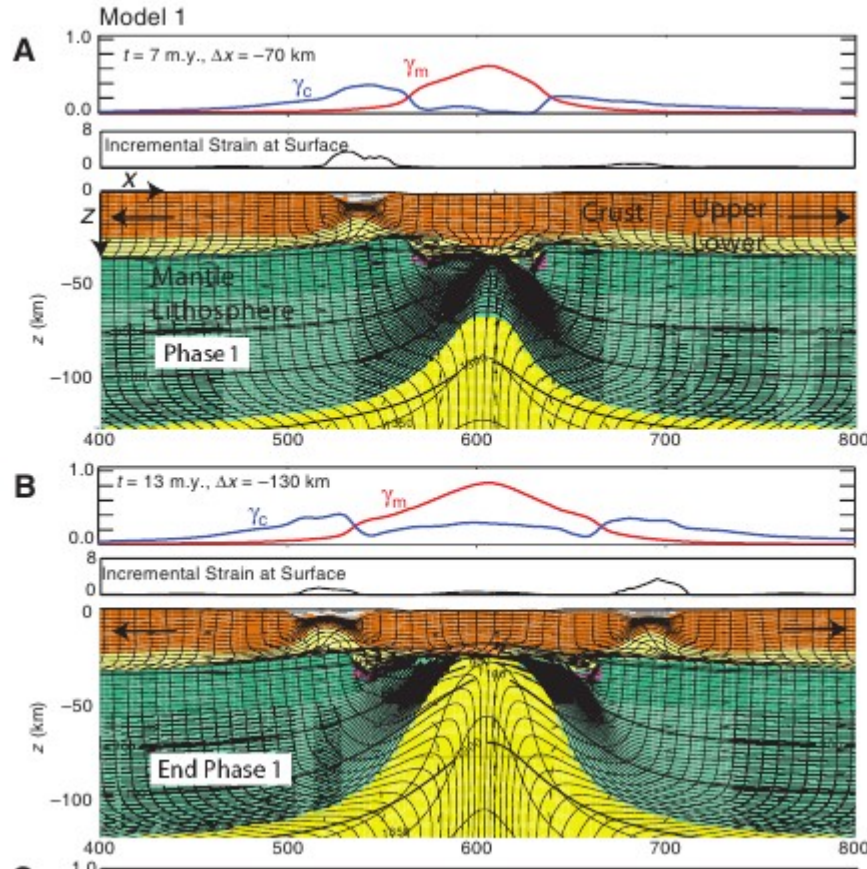 Model 1
A
1.0
t = 7 m.y., Δx = −70 km
γc
γm
0.0
8
Incremental Strain at Surface
0
x
0
z
Crust
Upper
Lower
Mantle
Lithosphere
−50
z (km)
Phase 1
−100
400 500 600 700 800
B
1.0
t = 13 m.y., Δx = −130 km
γc
γm
0.0
8
Incremental Strain at Surface
0
0
−50
z (km)
End Phase 1
−100
400 500 600 700 800
1.0